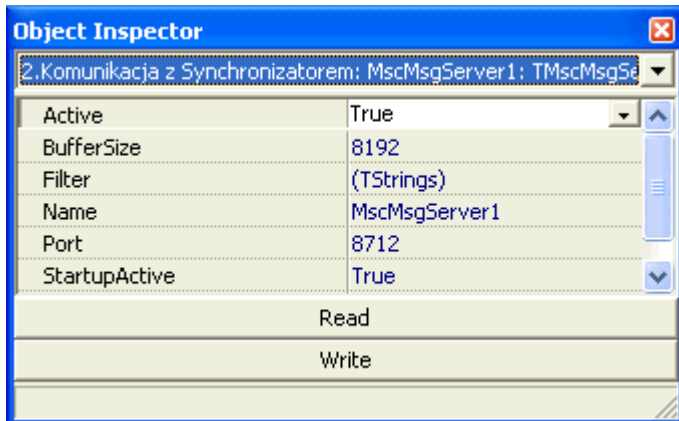 Object Inspector
2.Komunikacja z Synchronizatorem: MscMsgServer1: TMscMsgSe
Active True
BufferSize 8192
Filter (TStrings)
Name MscMsgServer1
Port 8712
StartupActive True
Read
Write